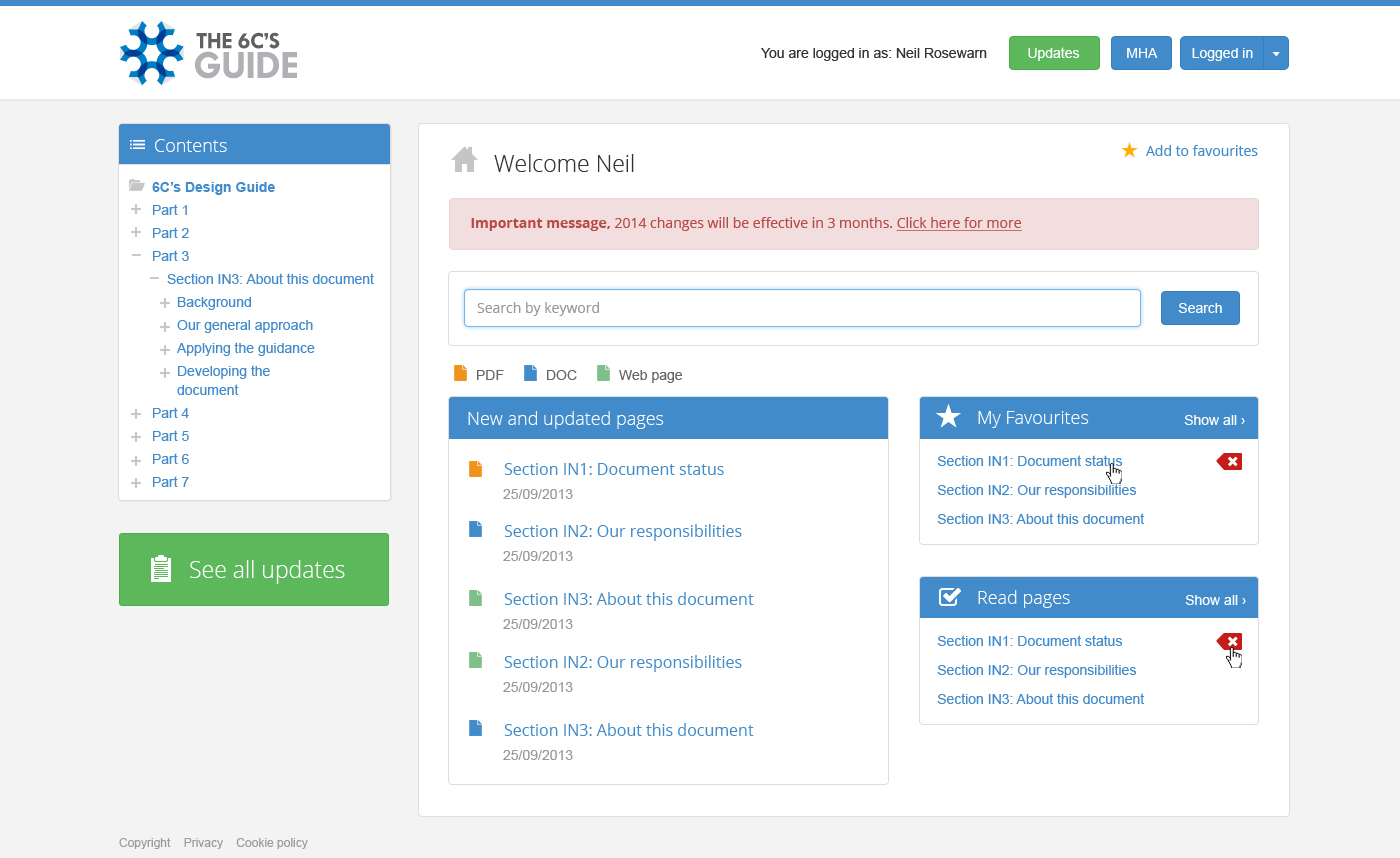 THE 6C'S
GUIDE
You are logged in as: Neil Rosewarn
Updates
MHA
Logged in
Contents
6C's Design Guide
Part 1
Part 2
Part 3
Section IN3: About this document
Background
Our general approach
Applying the guidance
Developing the
document
Part 4
Part 5
Part 6
Part 7
See all updates
Welcome Neil
Add to favourites
Important message, 2014 changes will be effective in 3 months. Click here for more
Search by keyword
Search
PDF
DOC
Web page
New and updated pages
Section IN1: Document status
25/09/2013
Section IN2: Our responsibilities
25/09/2013
Section IN3: About this document
25/09/2013
Section IN2: Our responsibilities
25/09/2013
Section IN3: About this document
25/09/2013
My Favourites
Show all ›
Section IN1: Document status
Section IN2: Our responsibilities
Section IN3: About this document
Read pages
Show all ›
Section IN1: Document status
Section IN2: Our responsibilities
Section IN3: About this document
Copyright
Privacy
Cookie policy